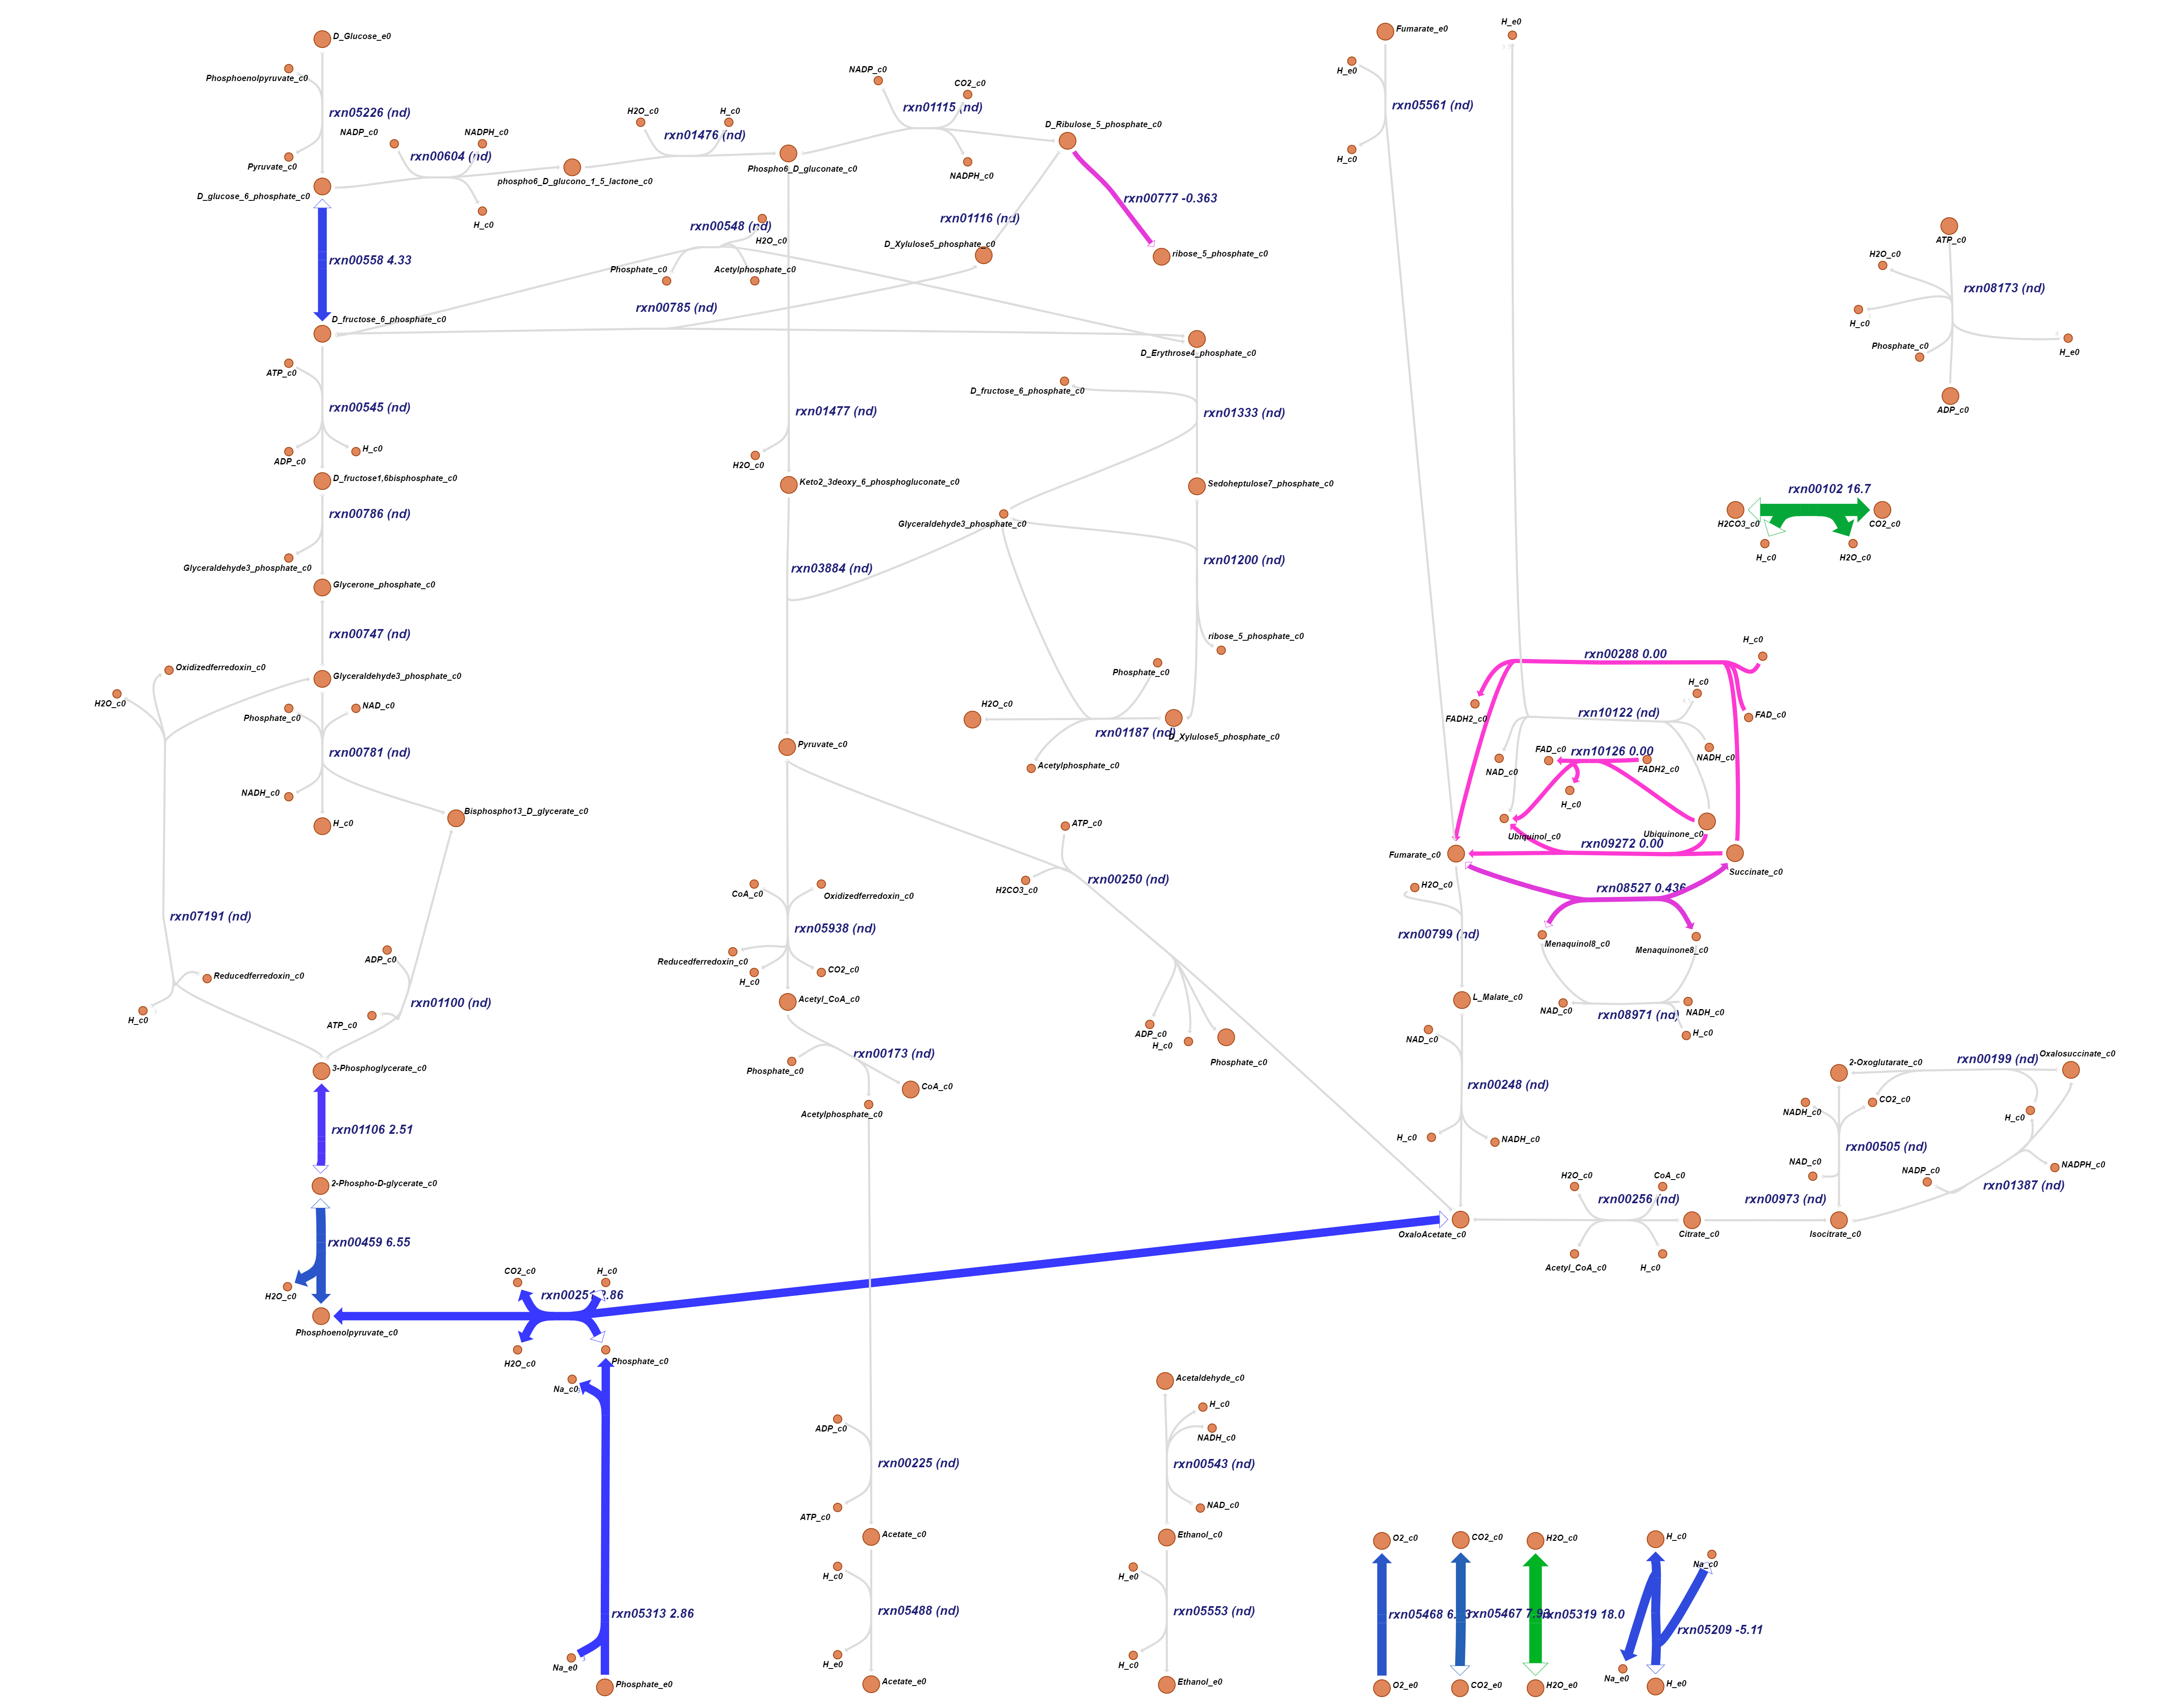 D_Glucose_e0
Phosphoenolpyruvate_c0
rxn05226 (nd)
Pyruvate_c0
D_glucose_6_phosphate_c0
NADP_c0
NADPH_c0
rxn00604 (nd)
H_c0
phospho6_D_glucono_1_5_lactone_c0
H2O_c0
H_c0
rxn01476 (nd)
Phospho6_D_gluconate_c0
NADP_c0
CO2_c0
rxn01115 (nd)
NADPH_c0
D_Ribulose_5_phosphate_c0
rxn00777 -0.363
rxn01116 (nd)
D_Xylulose5_phosphate_c0
ribose_5_phosphate_c0
rxn00548 (nd)
H2O_c0
Phosphate_c0
Acetylphosphate_c0
rxn00785 (nd)
rxn00558 4.33
D_fructose_6_phosphate_c0
D_Erythrose4_phosphate_c0
ATP_c0
rxn00545 (nd)
ADP_c0
H_c0
D_fructose1,6bisphosphate_c0
rxn00786 (nd)
Glyceraldehyde3_phosphate_c0
Glycerone_phosphate_c0
rxn00747 (nd)
Glyceraldehyde3_phosphate_c0
Oxidizedferredoxin_c0
H2O_c0
Phosphate_c0
NAD_c0
rxn00781 (nd)
NADH_c0
H_c0
Bisphospho13_D_glycerate_c0
rxn07191 (nd)
Reducedferredoxin_c0
H_c0
ADP_c0
rxn01100 (nd)
ATP_c0
3-Phosphoglycerate_c0
rxn01106 2.51
2-Phospho-D-glycerate_c0
rxn00459 6.55
H2O_c0
Phosphoenolpyruvate_c0
CO2_c0
H_c0
rxn00251 2.86
H2O_c0
Phosphate_c0
Na_c0
rxn05313 2.86
Na_e0
Phosphate_e0
rxn01477 (nd)
H2O_c0
Keto2_3deoxy_6_phosphogluconate_c0
rxn03884 (nd)
Pyruvate_c0
D_fructose_6_phosphate_c0
rxn01333 (nd)
Sedoheptulose7_phosphate_c0
Glyceraldehyde3_phosphate_c0
rxn01200 (nd)
ribose_5_phosphate_c0
Phosphate_c0
H2O_c0
rxn01187 (nd)
D_Xylulose5_phosphate_c0
Acetylphosphate_c0
ATP_c0
H2CO3_c0
rxn00250 (nd)
ADP_c0
H_c0
Phosphate_c0
CoA_c0
Oxidizedferredoxin_c0
rxn05938 (nd)
Reducedferredoxin_c0
H_c0
CO2_c0
Acetyl_CoA_c0
rxn00173 (nd)
Phosphate_c0
CoA_c0
Acetylphosphate_c0
ADP_c0
rxn00225 (nd)
ATP_c0
Acetate_c0
H_c0
rxn05488 (nd)
H_e0
Acetate_e0
Acetaldehyde_c0
H_c0
NADH_c0
rxn00543 (nd)
NAD_c0
Ethanol_c0
H_e0
rxn05553 (nd)
H_c0
Ethanol_e0
Fumarate_e0
H_e0
H_e0
rxn05561 (nd)
H_c0
ATP_c0
H2O_c0
rxn08173 (nd)
H_c0
Phosphate_c0
H_e0
ADP_c0
rxn00102 16.7
H2CO3_c0
CO2_c0
H_c0
H2O_c0
H_c0
rxn00288 0.00
H_c0
FADH2_c0
rxn10122 (nd)
FAD_c0
FAD_c0
rxn10126 0.00
NADH_c0
NAD_c0
FADH2_c0
H_c0
Ubiquinol_c0
Ubiquinone_c0
rxn09272 0.00
Fumarate_c0
Succinate_c0
rxn08527 0.436
H2O_c0
rxn00799 (nd)
Menaquinol8_c0
Menaquinone8_c0
L_Malate_c0
NAD_c0
NADH_c0
rxn08971 (nd)
H_c0
NAD_c0
rxn00248 (nd)
H_c0
NADH_c0
OxaloAcetate_c0
H2O_c0
CoA_c0
rxn00256 (nd)
Acetyl_CoA_c0
H_c0
Citrate_c0
rxn00973 (nd)
Isocitrate_c0
2-Oxoglutarate_c0
rxn00199 (nd)
Oxalosuccinate_c0
NADH_c0
CO2_c0
H_c0
rxn00505 (nd)
NAD_c0
NADP_c0
NADPH_c0
rxn01387 (nd)
O2_c0
CO2_c0
H2O_c0
H_c0
Na_c0
rxn05467 7.93
rxn05319 18.0
rxn05209 -5.11
Na_e0
O2_e0
CO2_e0
H2O_e0
H_e0